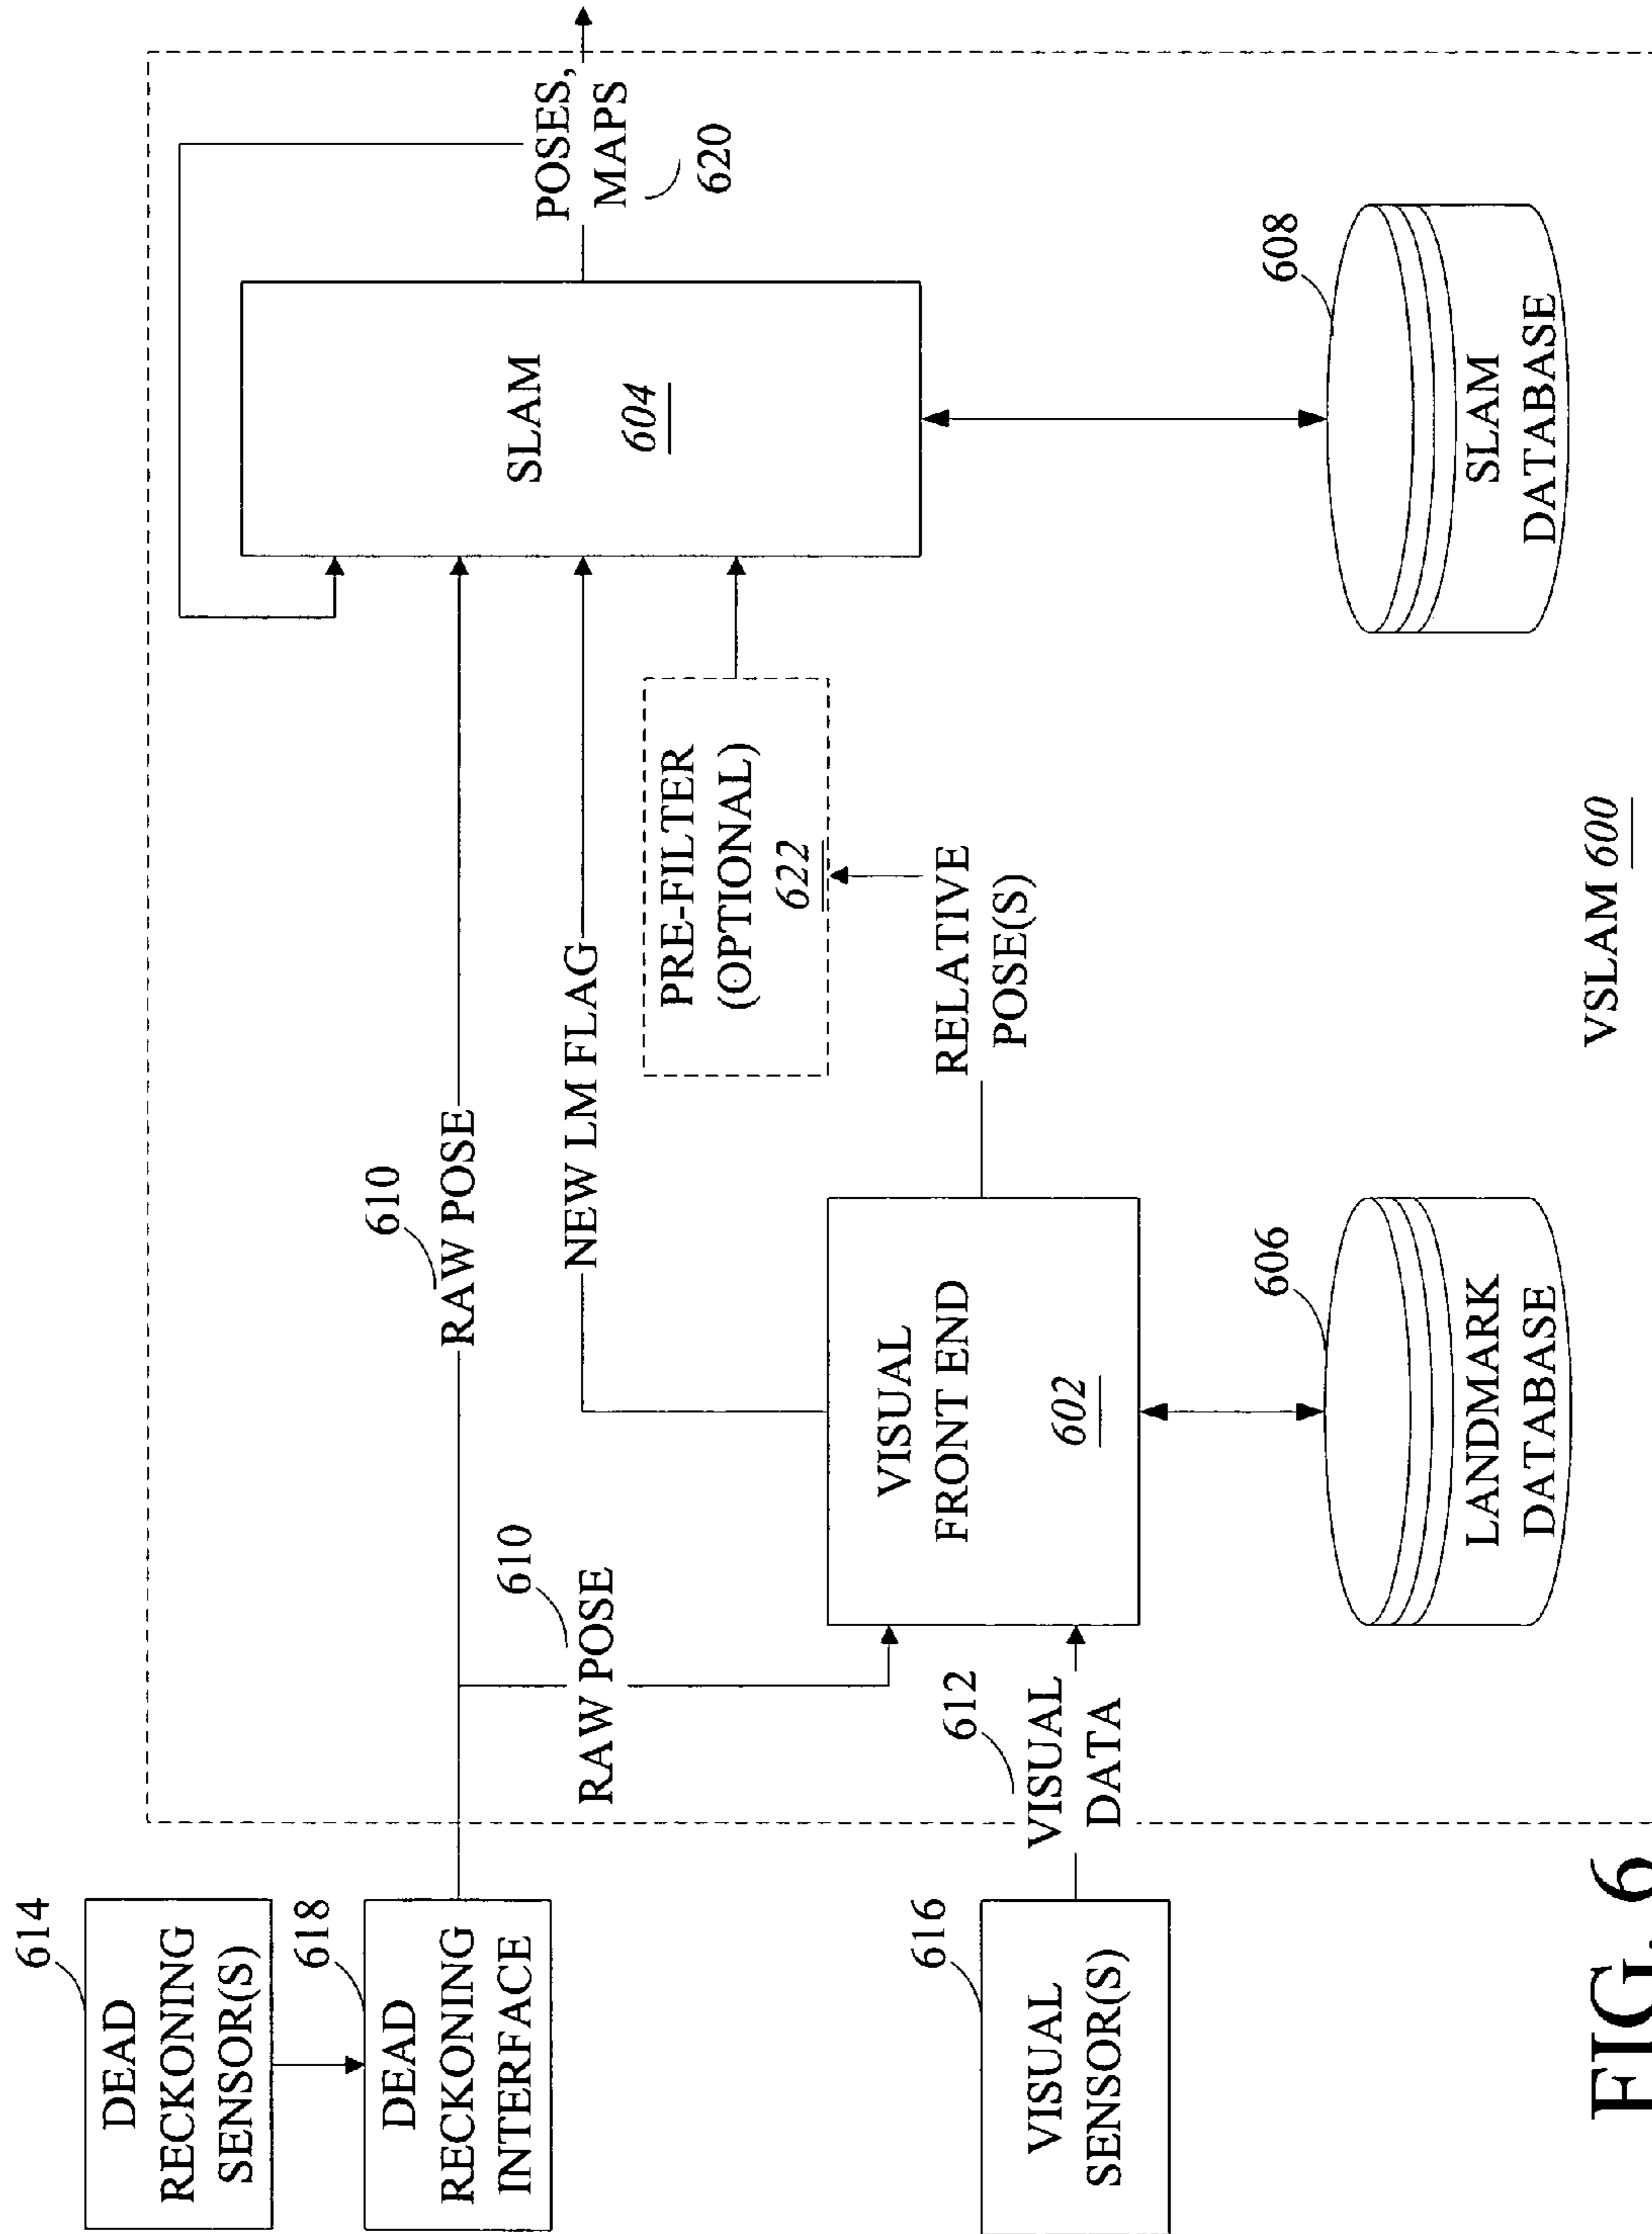 614
DEAD
RECKONING
SENSOR(S)
618
DEAD
RECKONING
INTERFACE
616
VISUAL
SENSOR(S)
610
RAW POSE
610
RAW POSE
612
VISUAL
DATA
NEW LM FLAG
VISUAL
FRONT END
602
RELATIVE
POSE(S)
PRE-FILTER
(OPTIONAL)
622
SLAM
604
POSES,
MAPS
620
606
LANDMARK
DATABASE
608
SLAM
DATABASE
VSLAM 600
FIG. 6